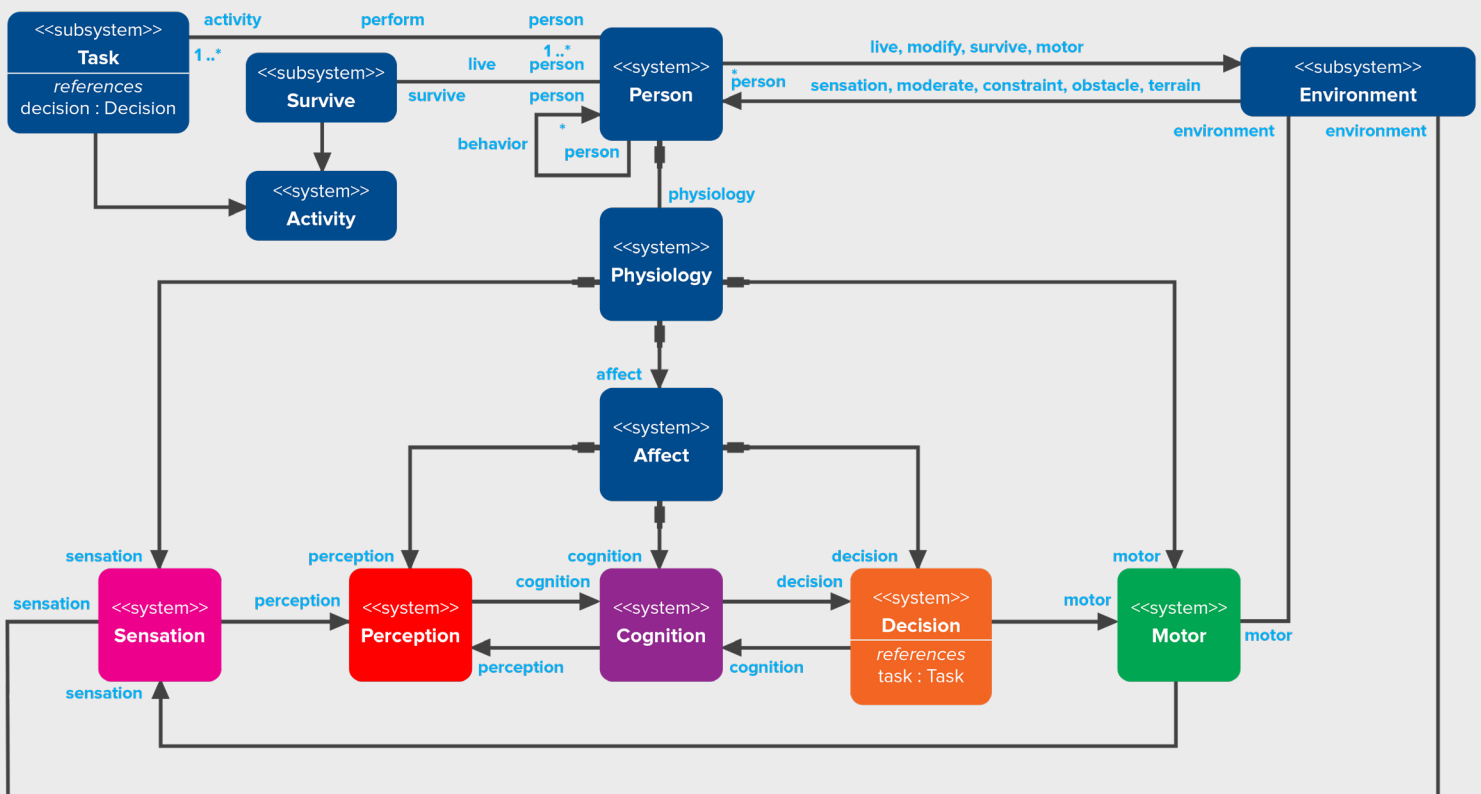 <<subsystem>>
Task
references
decision : Decision
activity
perform
person
1..*
1..*
<<subsystem>>
Survive
live
person
survive
person
behavior
*
person
<<system>>
Person
live, modify, survive, motor
*
person
sensation, moderate, constraint, obstacle, terrain
<<subsystem>>
Environment
environment
environment
<<system>>
Activity
physiology
<<system>>
Physiology
affect
<<system>>
Affect
sensation
perception
cognition
decision
motor
sensation
<<system>>
Sensation
sensation
perception
<<system>>
Perception
cognition
perception
<<system>>
Cognition
decision
cognition
<<system>>
Decision
references
task : Task
motor
<<system>>
Motor
motor